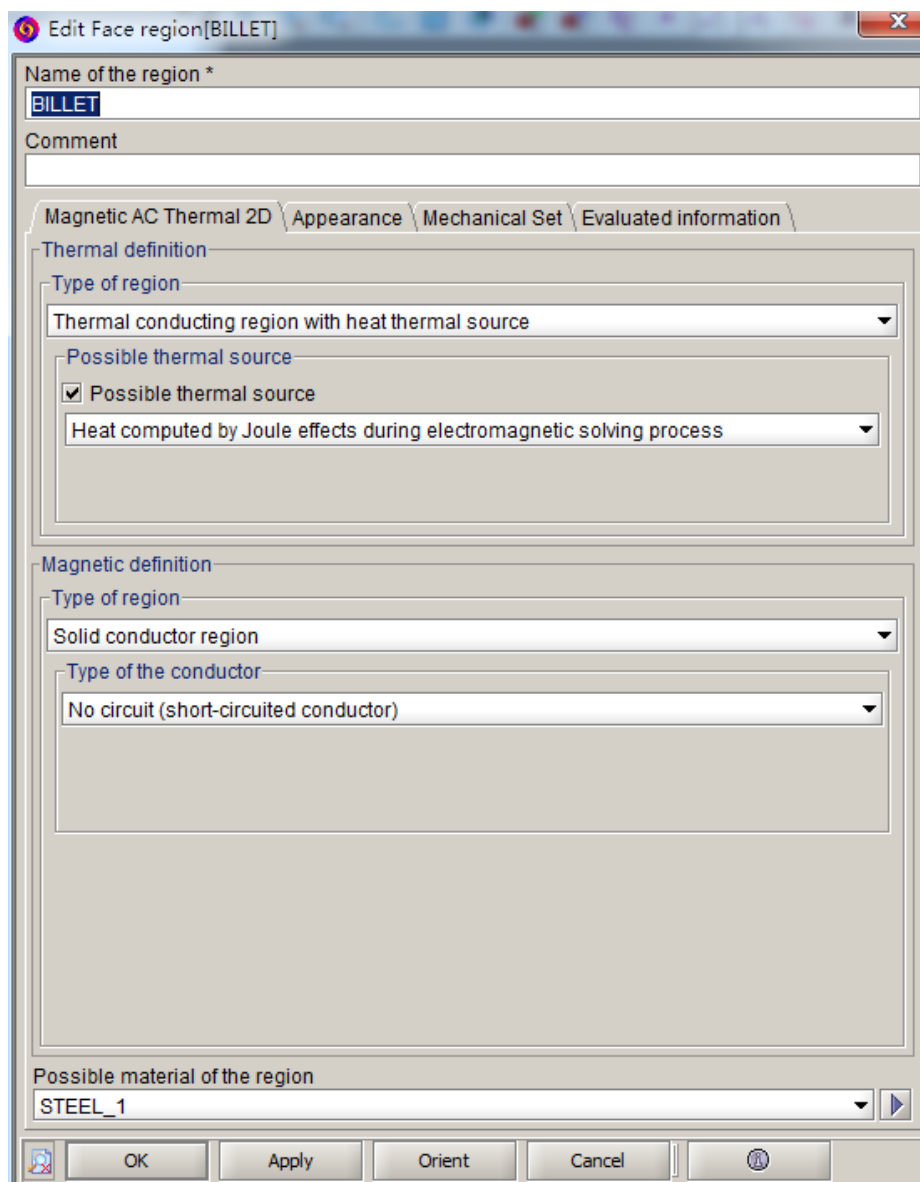 Edit Face region[BILLET]
Name of the region *
BILLET
Comment
Magnetic AC Thermal 2D Appearance Mechanical Set Evaluated information
Thermal definition
Type of region
Thermal conducting region with heat thermal source
Possible thermal source
Possible thermal source
Heat computed by Joule effects during electromagnetic solving process
Magnetic definition
Type of region
Solid conductor region
Type of the conductor
No circuit (short-circuited conductor)
Possible material of the region
STEEL_1
OK Apply Orient Cancel